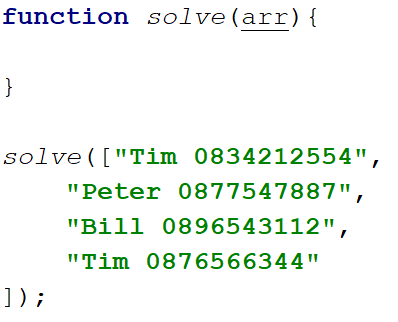 function solve(arr){
}
solve(["Tim 0834212554",
"Peter 0877547887",
"Bill 0896543112",
"Tim 0876566344"
]);